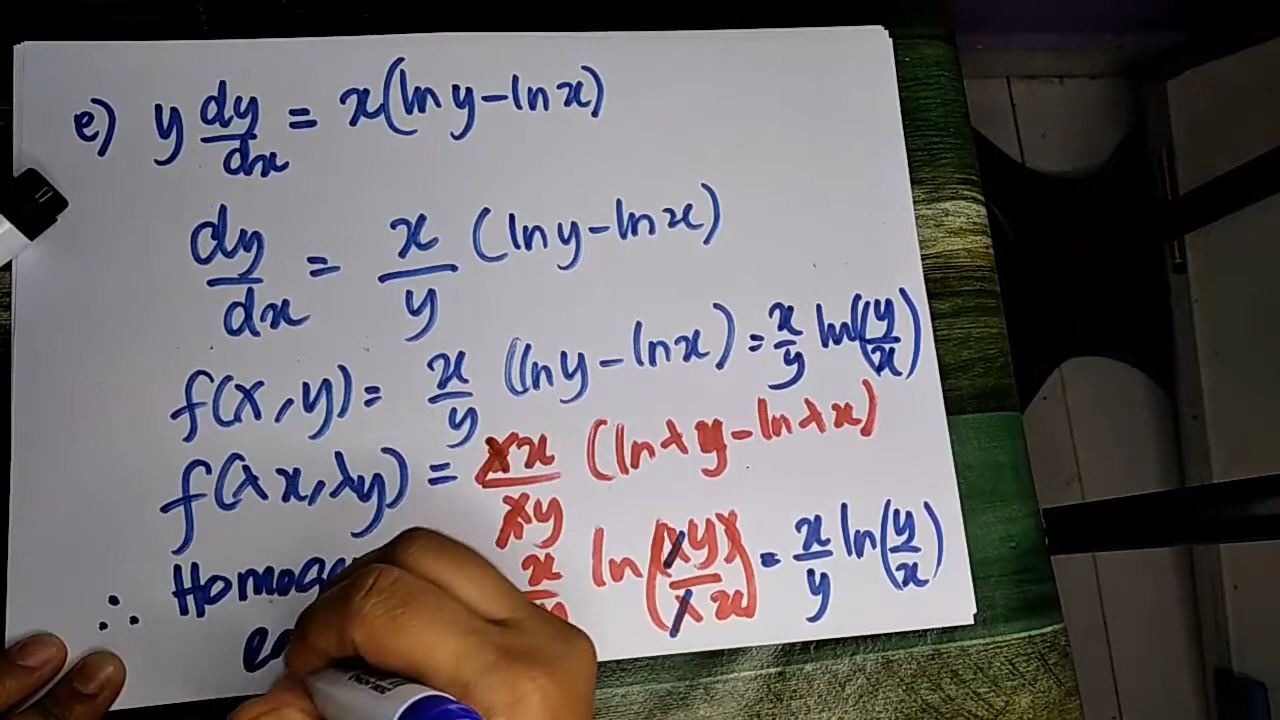 e) y dy/dx = x(ln y - ln x)
dy/dx = x/y (ln y - ln x)
f(x, y) = x/y (ln y - ln x) = x/y ln(y/x)
f(λx, λy) = λx/λy (ln λy - ln λx)
x/y ln(λy/λx) = x/y ln(y/x)
∴